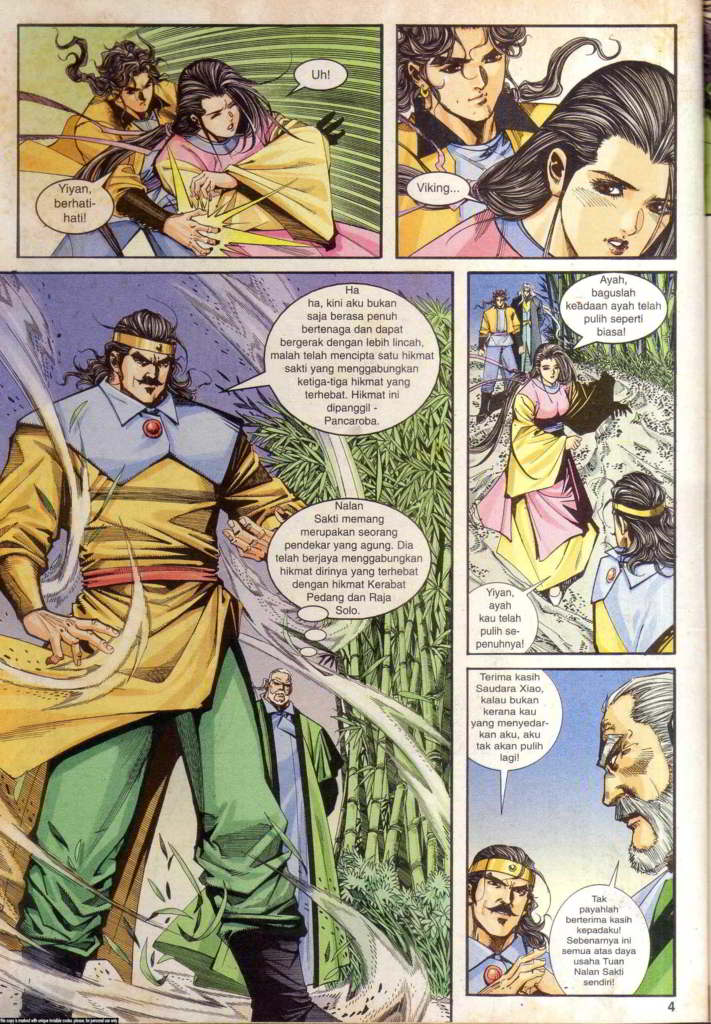 Uh!
Yiyan,
berhati-
hati!
Viking...
Ha
ha, kini aku bukan
saja berasa penuh
bertenaga dan dapat
bergerak dengan lebih lincah,
malah telah mencipta satu hikmat
sakti yang menggabungkan
ketiga-tiga hikmat yang
terhebat. Hikmat ini
dipanggil -
Pancaroba.
Nalan
Sakti memang
merupakan seorang
pendekar yang agung. Dia
telah berjaya menggabungkan
hikmat dirinya yang terhebat
dengan hikmat Kerabat
Pedang dan Raja
Solo.
Ayah,
baguslah
keadaan ayah telah
pulih seperti
biasa!
Yiyan,
ayah
kau telah
pulih se-
penuhnya!
Terima kasih
Saudara Xiao,
kalau bukan
kerana kau
yang menyedar-
kan aku, aku
tak akan pulih
lagi!
Tak
payahlah
berterima kasih
kepadaku!
Sebenarnya ini
semua atas daya
usaha Tuan
Nalan Sakti
sendiri!
4